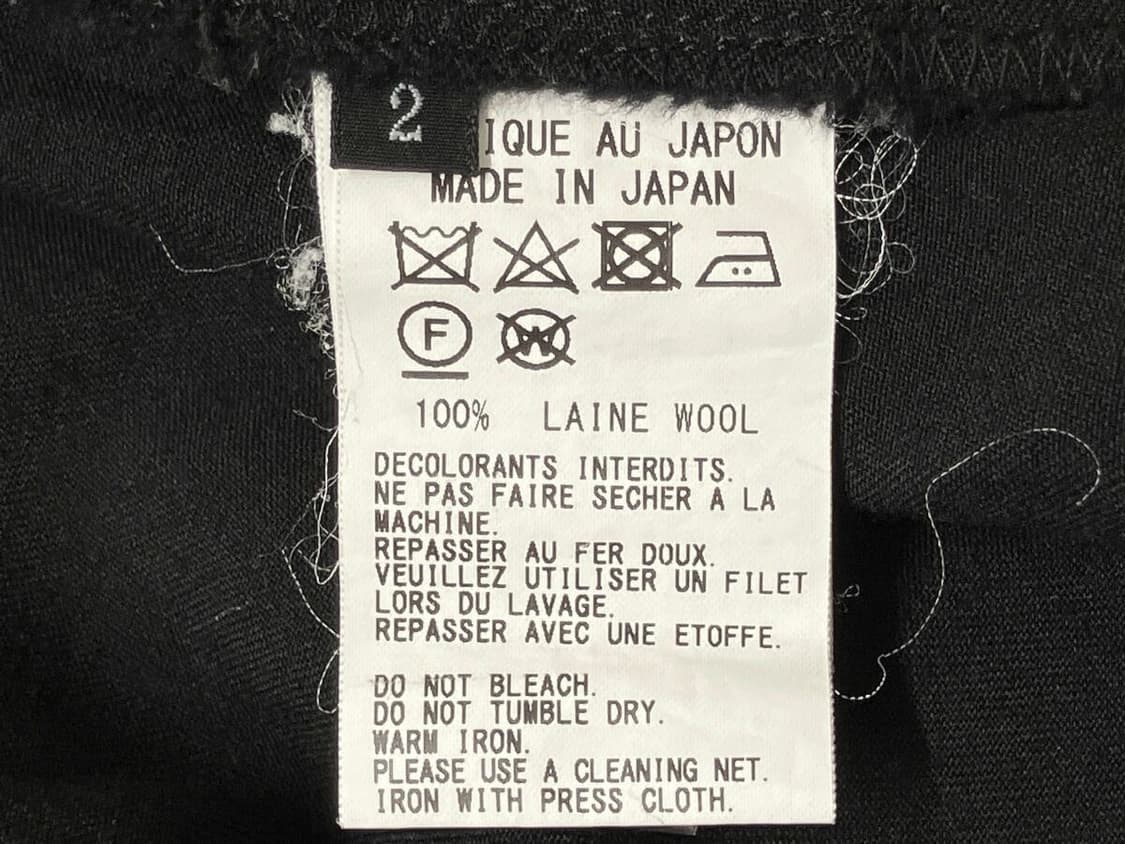 2
IQUE AU JAPON
MADE IN JAPAN
F
W
100% LAINE WOOL
DECOLORANTS INTERDITS.
NE PAS FAIRE SECHER A LA
MACHINE.
REPASSER AU FER DOUX.
VEUILLEZ UTILISER UN FILET
LORS DU LAVAGE.
REPASSER AVEC UNE ETOFFE.
DO NOT BLEACH.
DO NOT TUMBLE DRY.
WARM IRON.
PLEASE USE A CLEANING NET.
IRON WITH PRESS CLOTH.